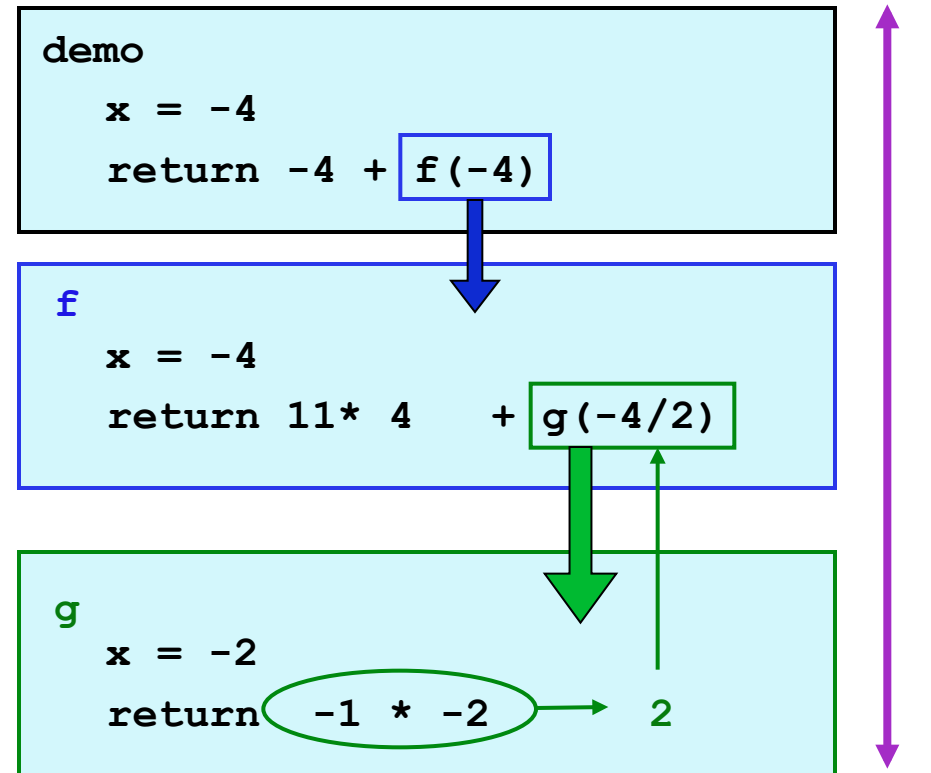 demo
x = -4
return -4 + f(-4)
f
x = -4
return 11* 4 + g(-4/2)
g
x = -2
return -1 * -2 2